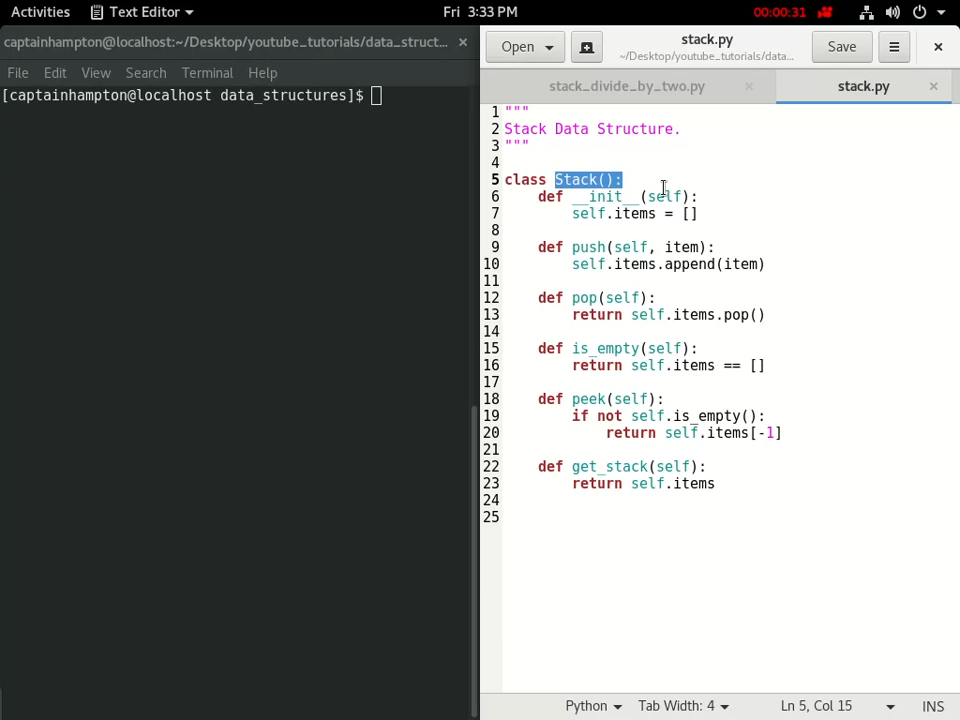 Activities Text Editor Fri 3:33 PM 00:00:31
captainhampton@localhost:~/Desktop/youtube_tutorials/data_struct...
File Edit View Search Terminal Help
[captainhampton@localhost data_structures]$
Open stack.py Save
~/Desktop/youtube_tutorials/data...
stack_divide_by_two.py stack.py
1 """
2 Stack Data Structure.
3 """
4
5 class Stack():
6     def __init__(self):
7         self.items = []
8
9     def push(self, item):
10         self.items.append(item)
11
12     def pop(self):
13         return self.items.pop()
14
15     def is_empty(self):
16         return self.items == []
17
18     def peek(self):
19         if not self.is_empty():
20             return self.items[-1]
21
22     def get_stack(self):
23         return self.items
24
25
Python Tab Width: 4 Ln 5, Col 15 INS